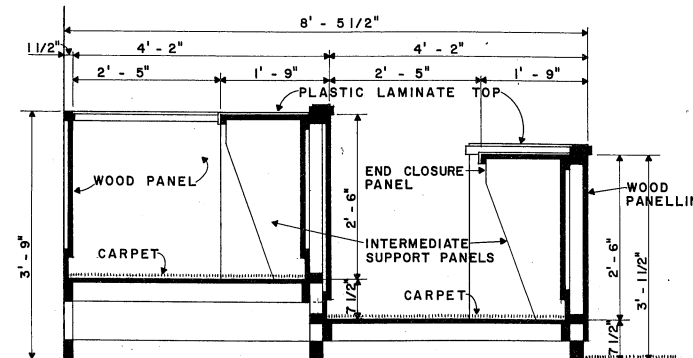 8' - 5 1/2"
1 1/2"
4' - 2"
4' - 2"
2' - 5"
1' - 9"
2' - 5"
1' - 9"
PLASTIC LAMINATE TOP
WOOD PANEL
END CLOSURE
PANEL
WOOD
PANELLIN
2' - 6"
3' - 9"
INTERMEDIATE
SUPPORT PANELS
CARPET
CARPET
7 1/2"
2' - 6"
3' - 1 1/2"
7 1/2"